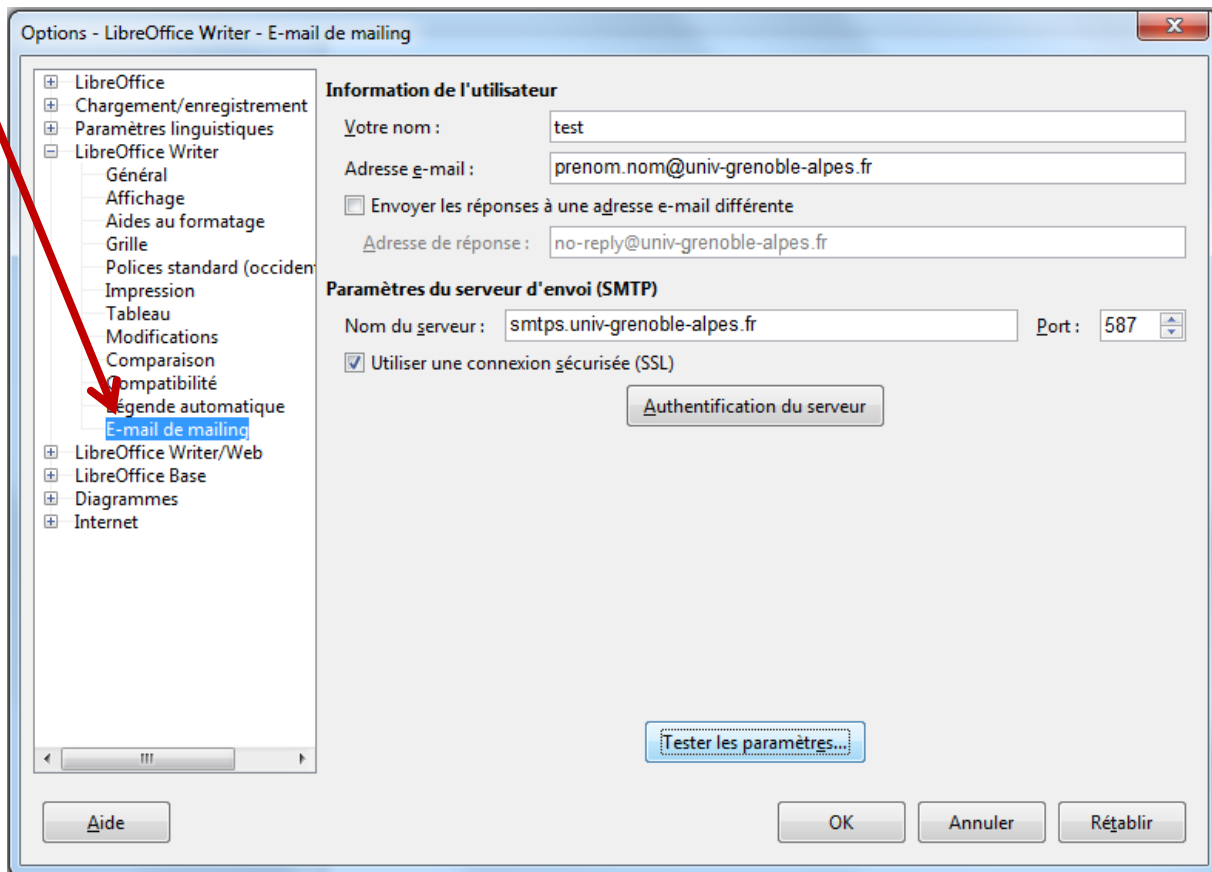 Options - LibreOffice Writer - E-mail de mailing
LibreOffice
Chargement/enregistrement
Paramètres linguistiques
LibreOffice Writer
Général
Affichage
Aides au formatage
Grille
Polices standard (occiden
Impression
Tableau
Modifications
Comparaison
Compatibilité
Légende automatique
E-mail de mailing
LibreOffice Writer/Web
LibreOffice Base
Diagrammes
Internet
Information de l'utilisateur
Votre nom : test
Adresse e-mail : prenom.nom@univ-grenoble-alpes.fr
Envoyer les réponses à une adresse e-mail différente
Adresse de réponse : no-reply@univ-grenoble-alpes.fr
Paramètres du serveur d'envoi (SMTP)
Nom du serveur : smtps.univ-grenoble-alpes.fr Port : 587
Utiliser une connexion sécurisée (SSL)
Authentification du serveur
Tester les paramètres...
Aide OK Annuler Rétablir